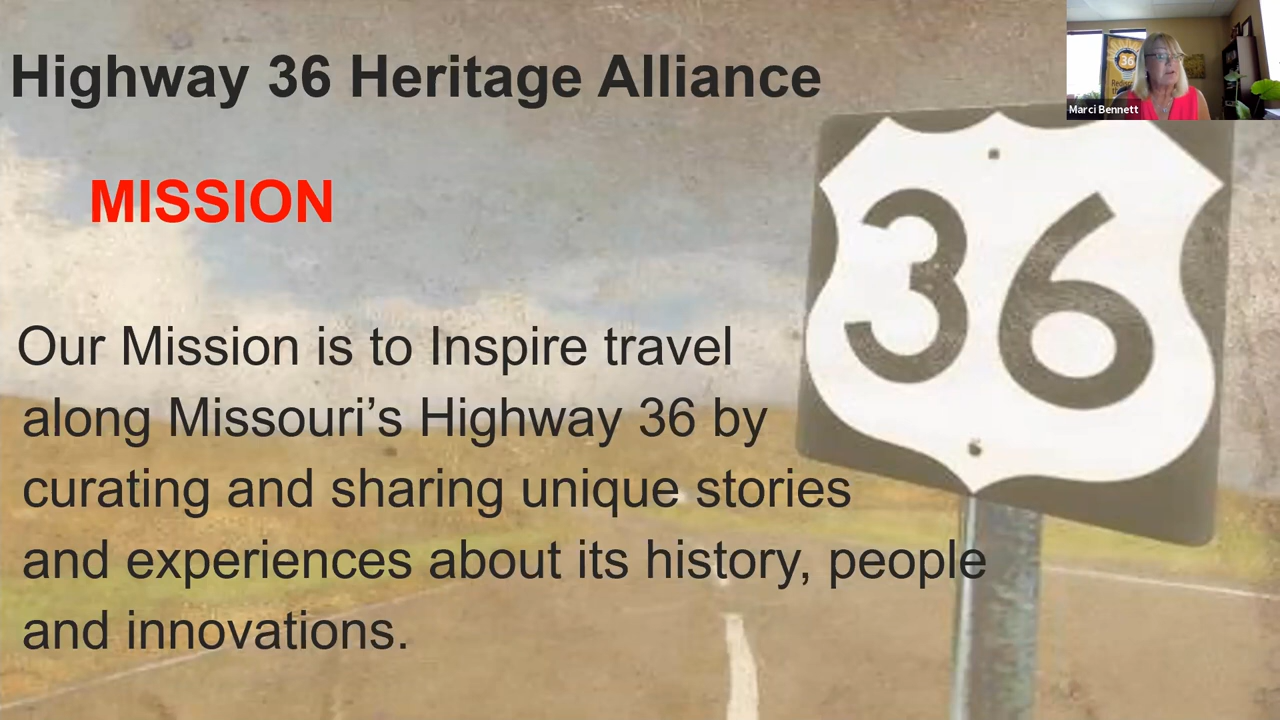 Highway 36 Heritage Alliance
Marci Bennett
MISSION
36
36
Our Mission is to Inspire travel
along Missouri’s Highway 36 by
curating and sharing unique stories
and experiences about its history, people
and innovations.